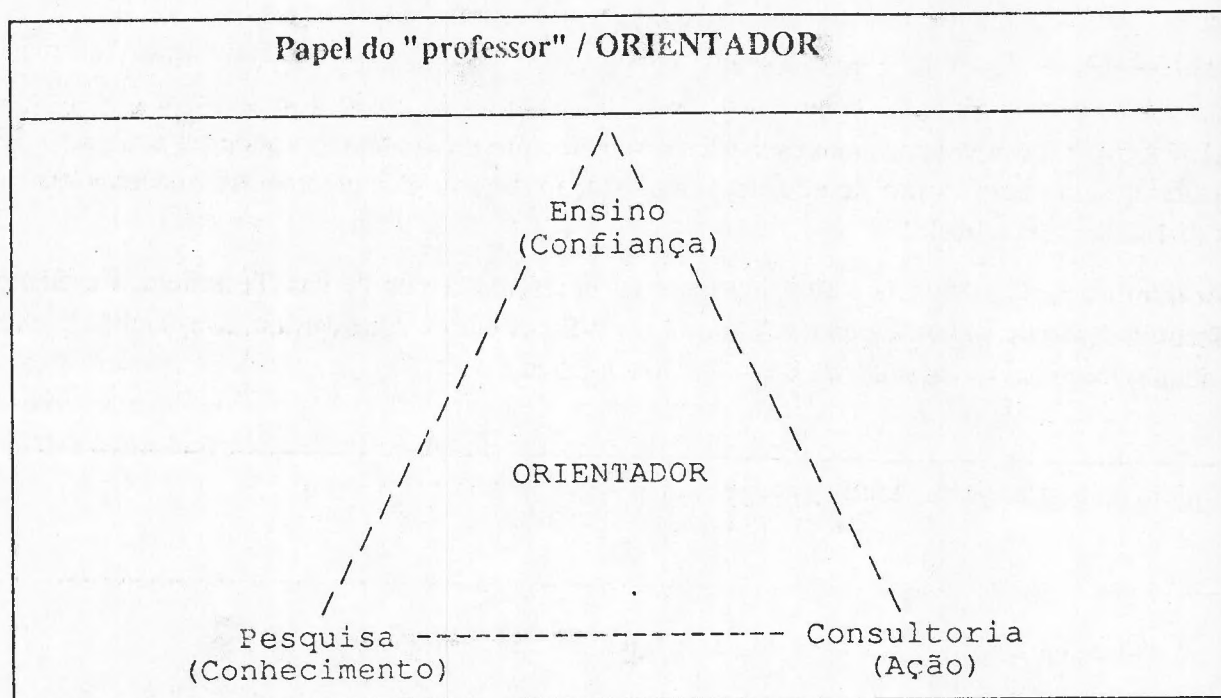 Papel do "professor" / ORIENTADOR
Ensino
(Confiança)
ORIENTADOR
Pesquisa ------------------- Consultoria
(Conhecimento) (Ação)